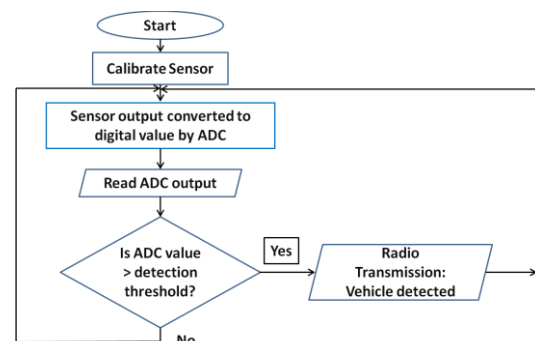 Start
Calibrate Sensor
Sensor output converted to
digital value by ADC
Read ADC output
Is ADC value
> detection
threshold?
Yes
Radio
Transmission:
Vehicle detected
No